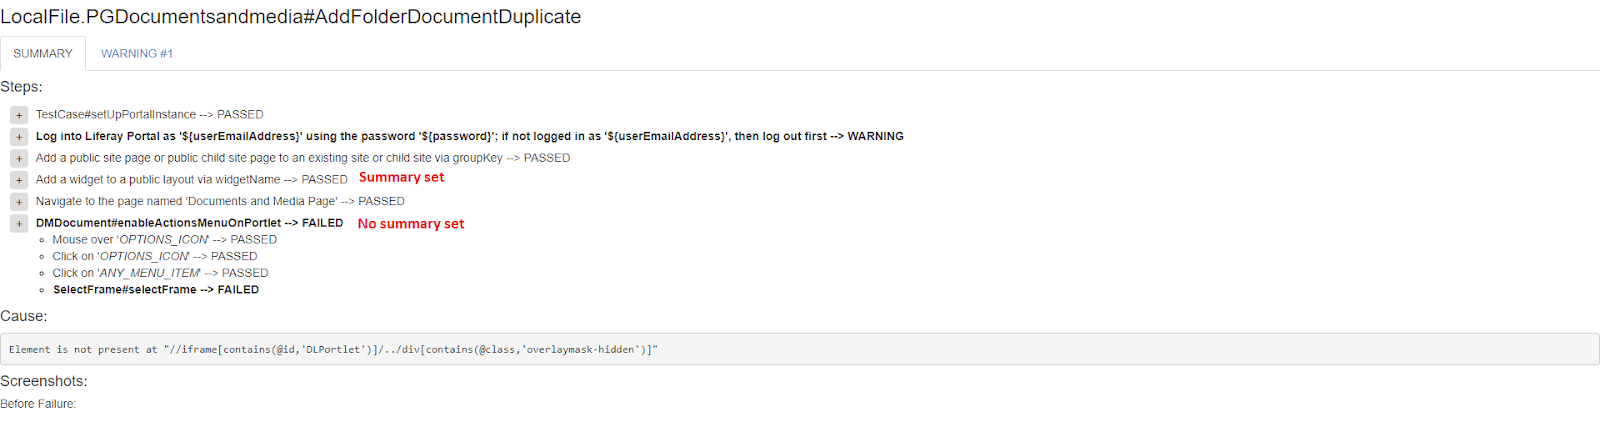 LocalFile.PGDocumentsandmedia#AddFolderDocumentDuplicate
SUMMARY WARNING #1
Steps:
+ TestCase#setUpPortalInstance --> PASSED
+ Log into Liferay Portal as '${userEmailAddress}' using the password '${password}'; if not logged in as '${userEmailAddress}', then log out first --> WARNING
+ Add a public site page or public child site page to an existing site or child site via groupKey --> PASSED
+ Add a widget to a public layout via widgetName --> PASSED Summary set
+ Navigate to the page named 'Documents and Media Page' --> PASSED
+ DMDocument#enableActionsMenuOnPortlet --> FAILED No summary set
Mouse over 'OPTIONS_ICON' --> PASSED
Click on 'OPTIONS_ICON' --> PASSED
Click on 'ANY_MENU_ITEM' --> PASSED
SelectFrame#selectFrame --> FAILED
Cause:
Element is not present at "//iframe[contains(@id,'DLPortlet')]/../div[contains(@class,'overlaymask-hidden')]"
Screenshots:
Before Failure: